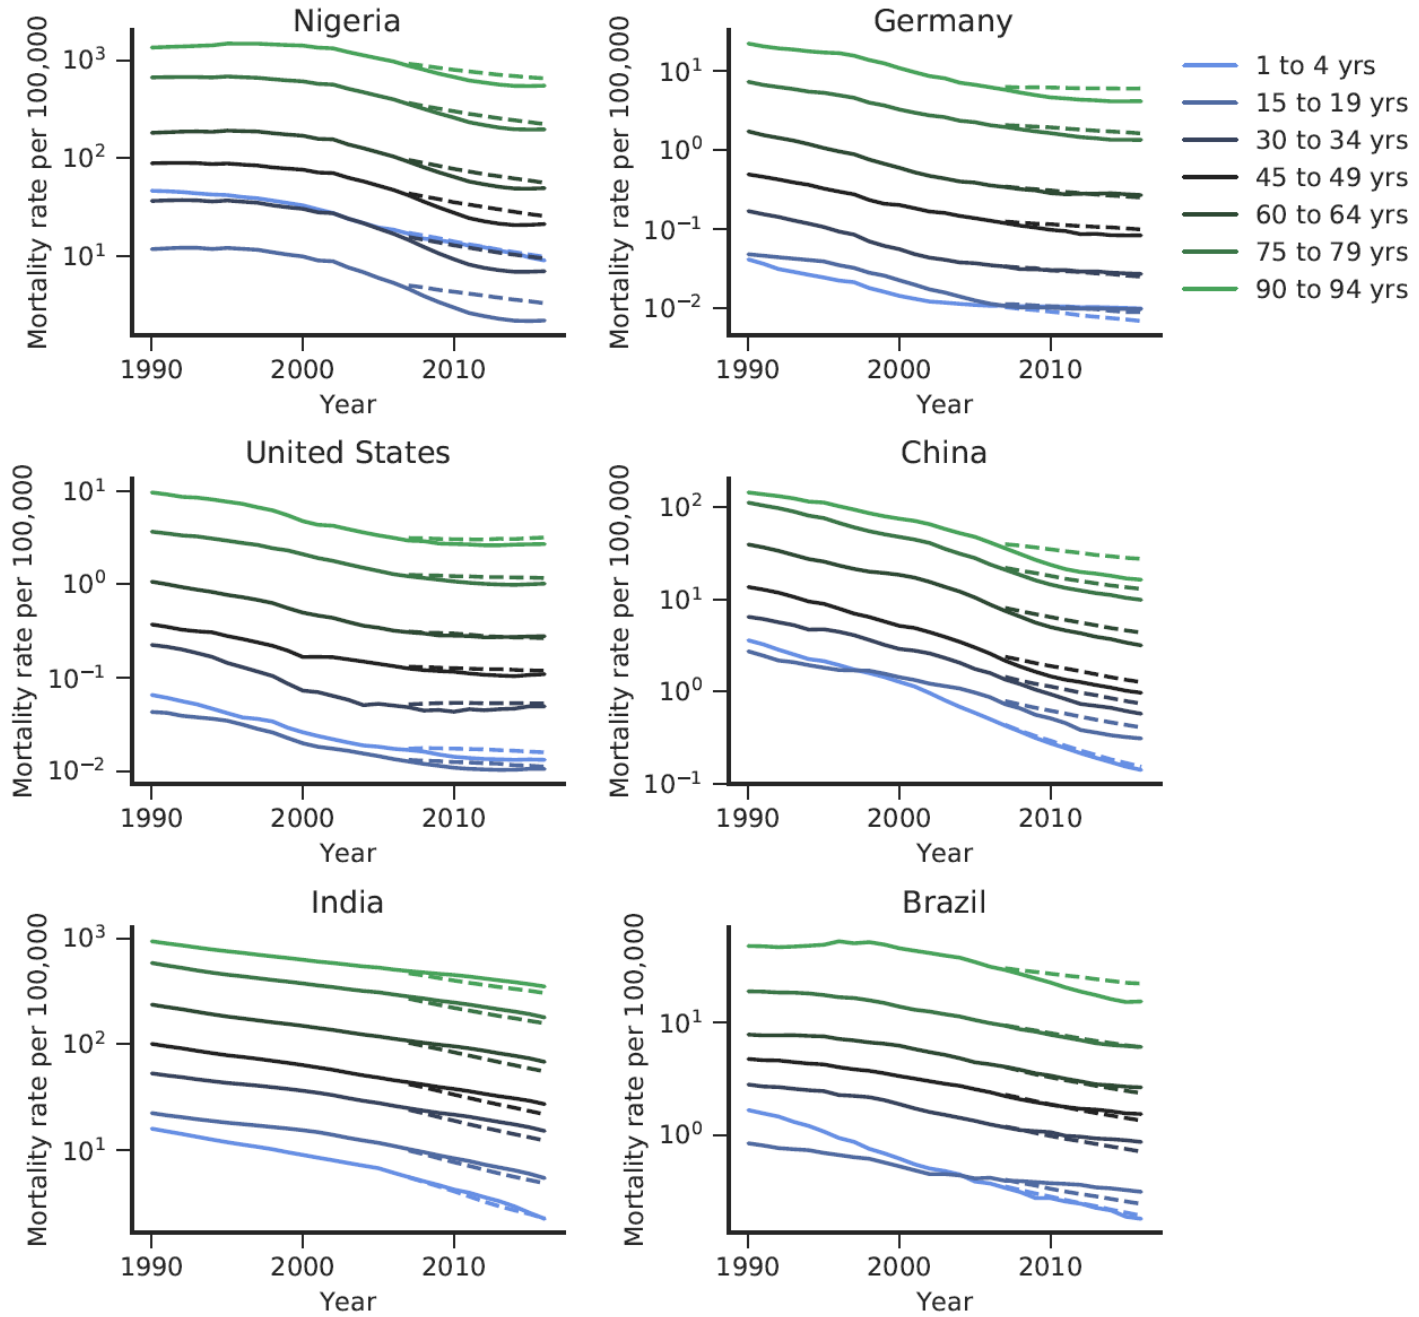 Nigeria
Mortality rate per 100,000
10³
10²
10¹
1990
2000
2010
Year
Germany
Mortality rate per 100,000
10¹
10⁰
10⁻¹
10⁻²
1990
2000
2010
Year
1 to 4 yrs
15 to 19 yrs
30 to 34 yrs
45 to 49 yrs
60 to 64 yrs
75 to 79 yrs
90 to 94 yrs
United States
Mortality rate per 100,000
10¹
10⁰
10⁻¹
10⁻²
1990
2000
2010
Year
China
Mortality rate per 100,000
10²
10¹
10⁰
10⁻¹
1990
2000
2010
Year
India
Mortality rate per 100,000
10³
10²
10¹
1990
2000
2010
Year
Brazil
Mortality rate per 100,000
10¹
10⁰
1990
2000
2010
Year